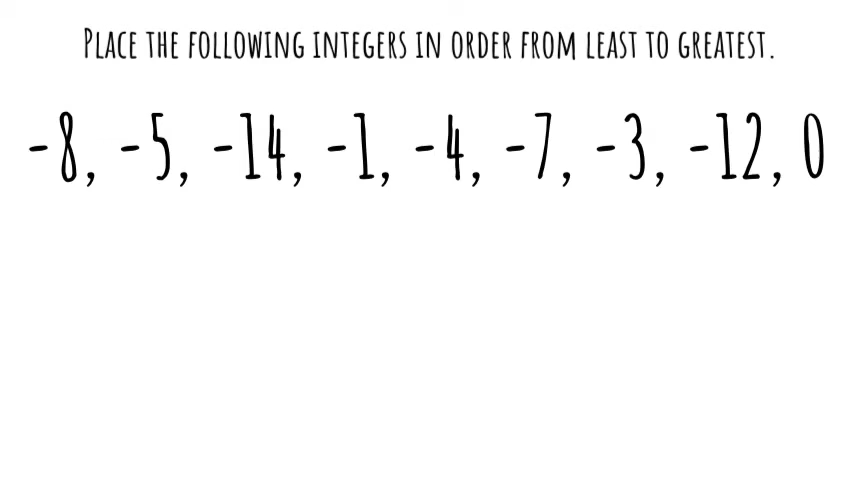 PLACE THE FOLLOWING INTEGERS IN ORDER FROM LEAST TO GREATEST.
-8, -5, -14, -1, -4, -7, -3, -12, 0